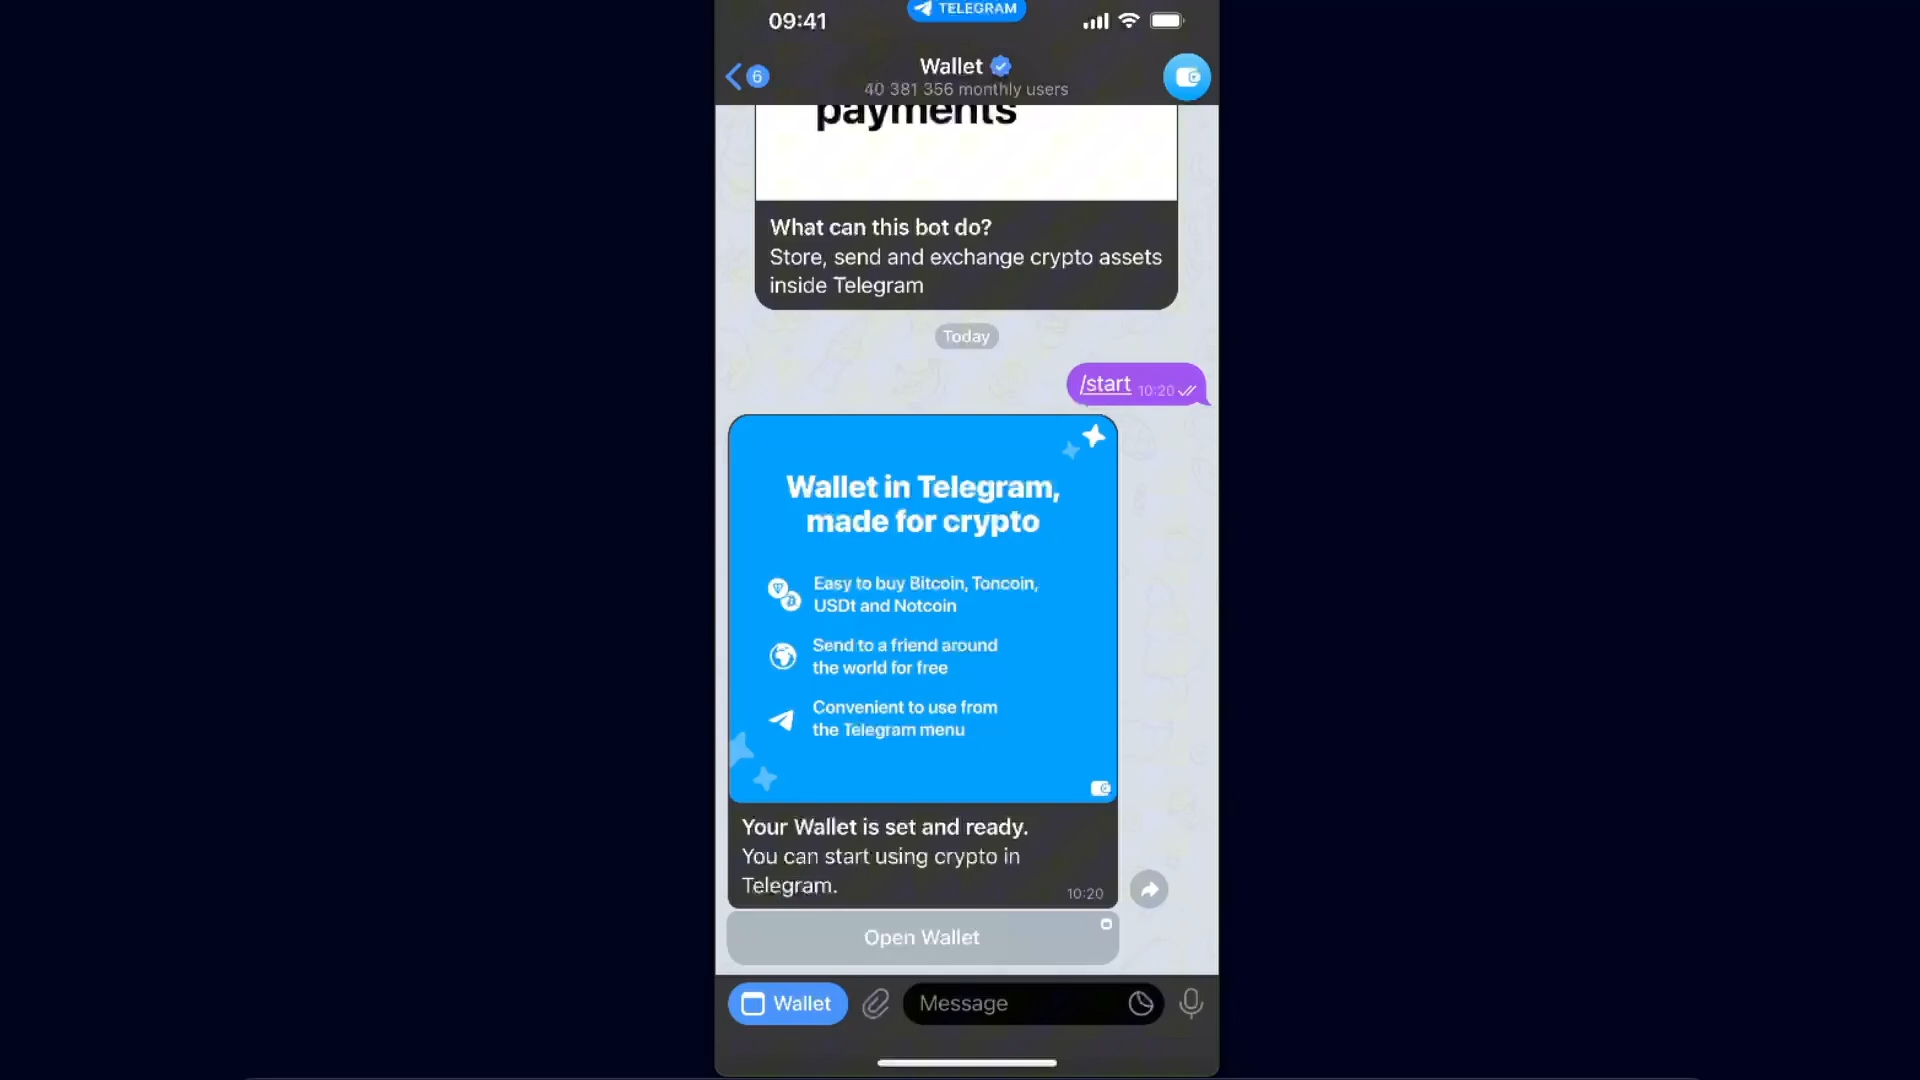 09:41
TELEGRAM
6
Wallet
40 381 356 monthly users
payments
What can this bot do?
Store, send and exchange crypto assets
inside Telegram
Today
/start 10:20
Wallet in Telegram,
made for crypto
Easy to buy Bitcoin, Toncoin,
USDt and Notcoin
Send to a friend around
the world for free
Convenient to use from
the Telegram menu
Your Wallet is set and ready.
You can start using crypto in
Telegram.
10:20
Open Wallet
Wallet
Message